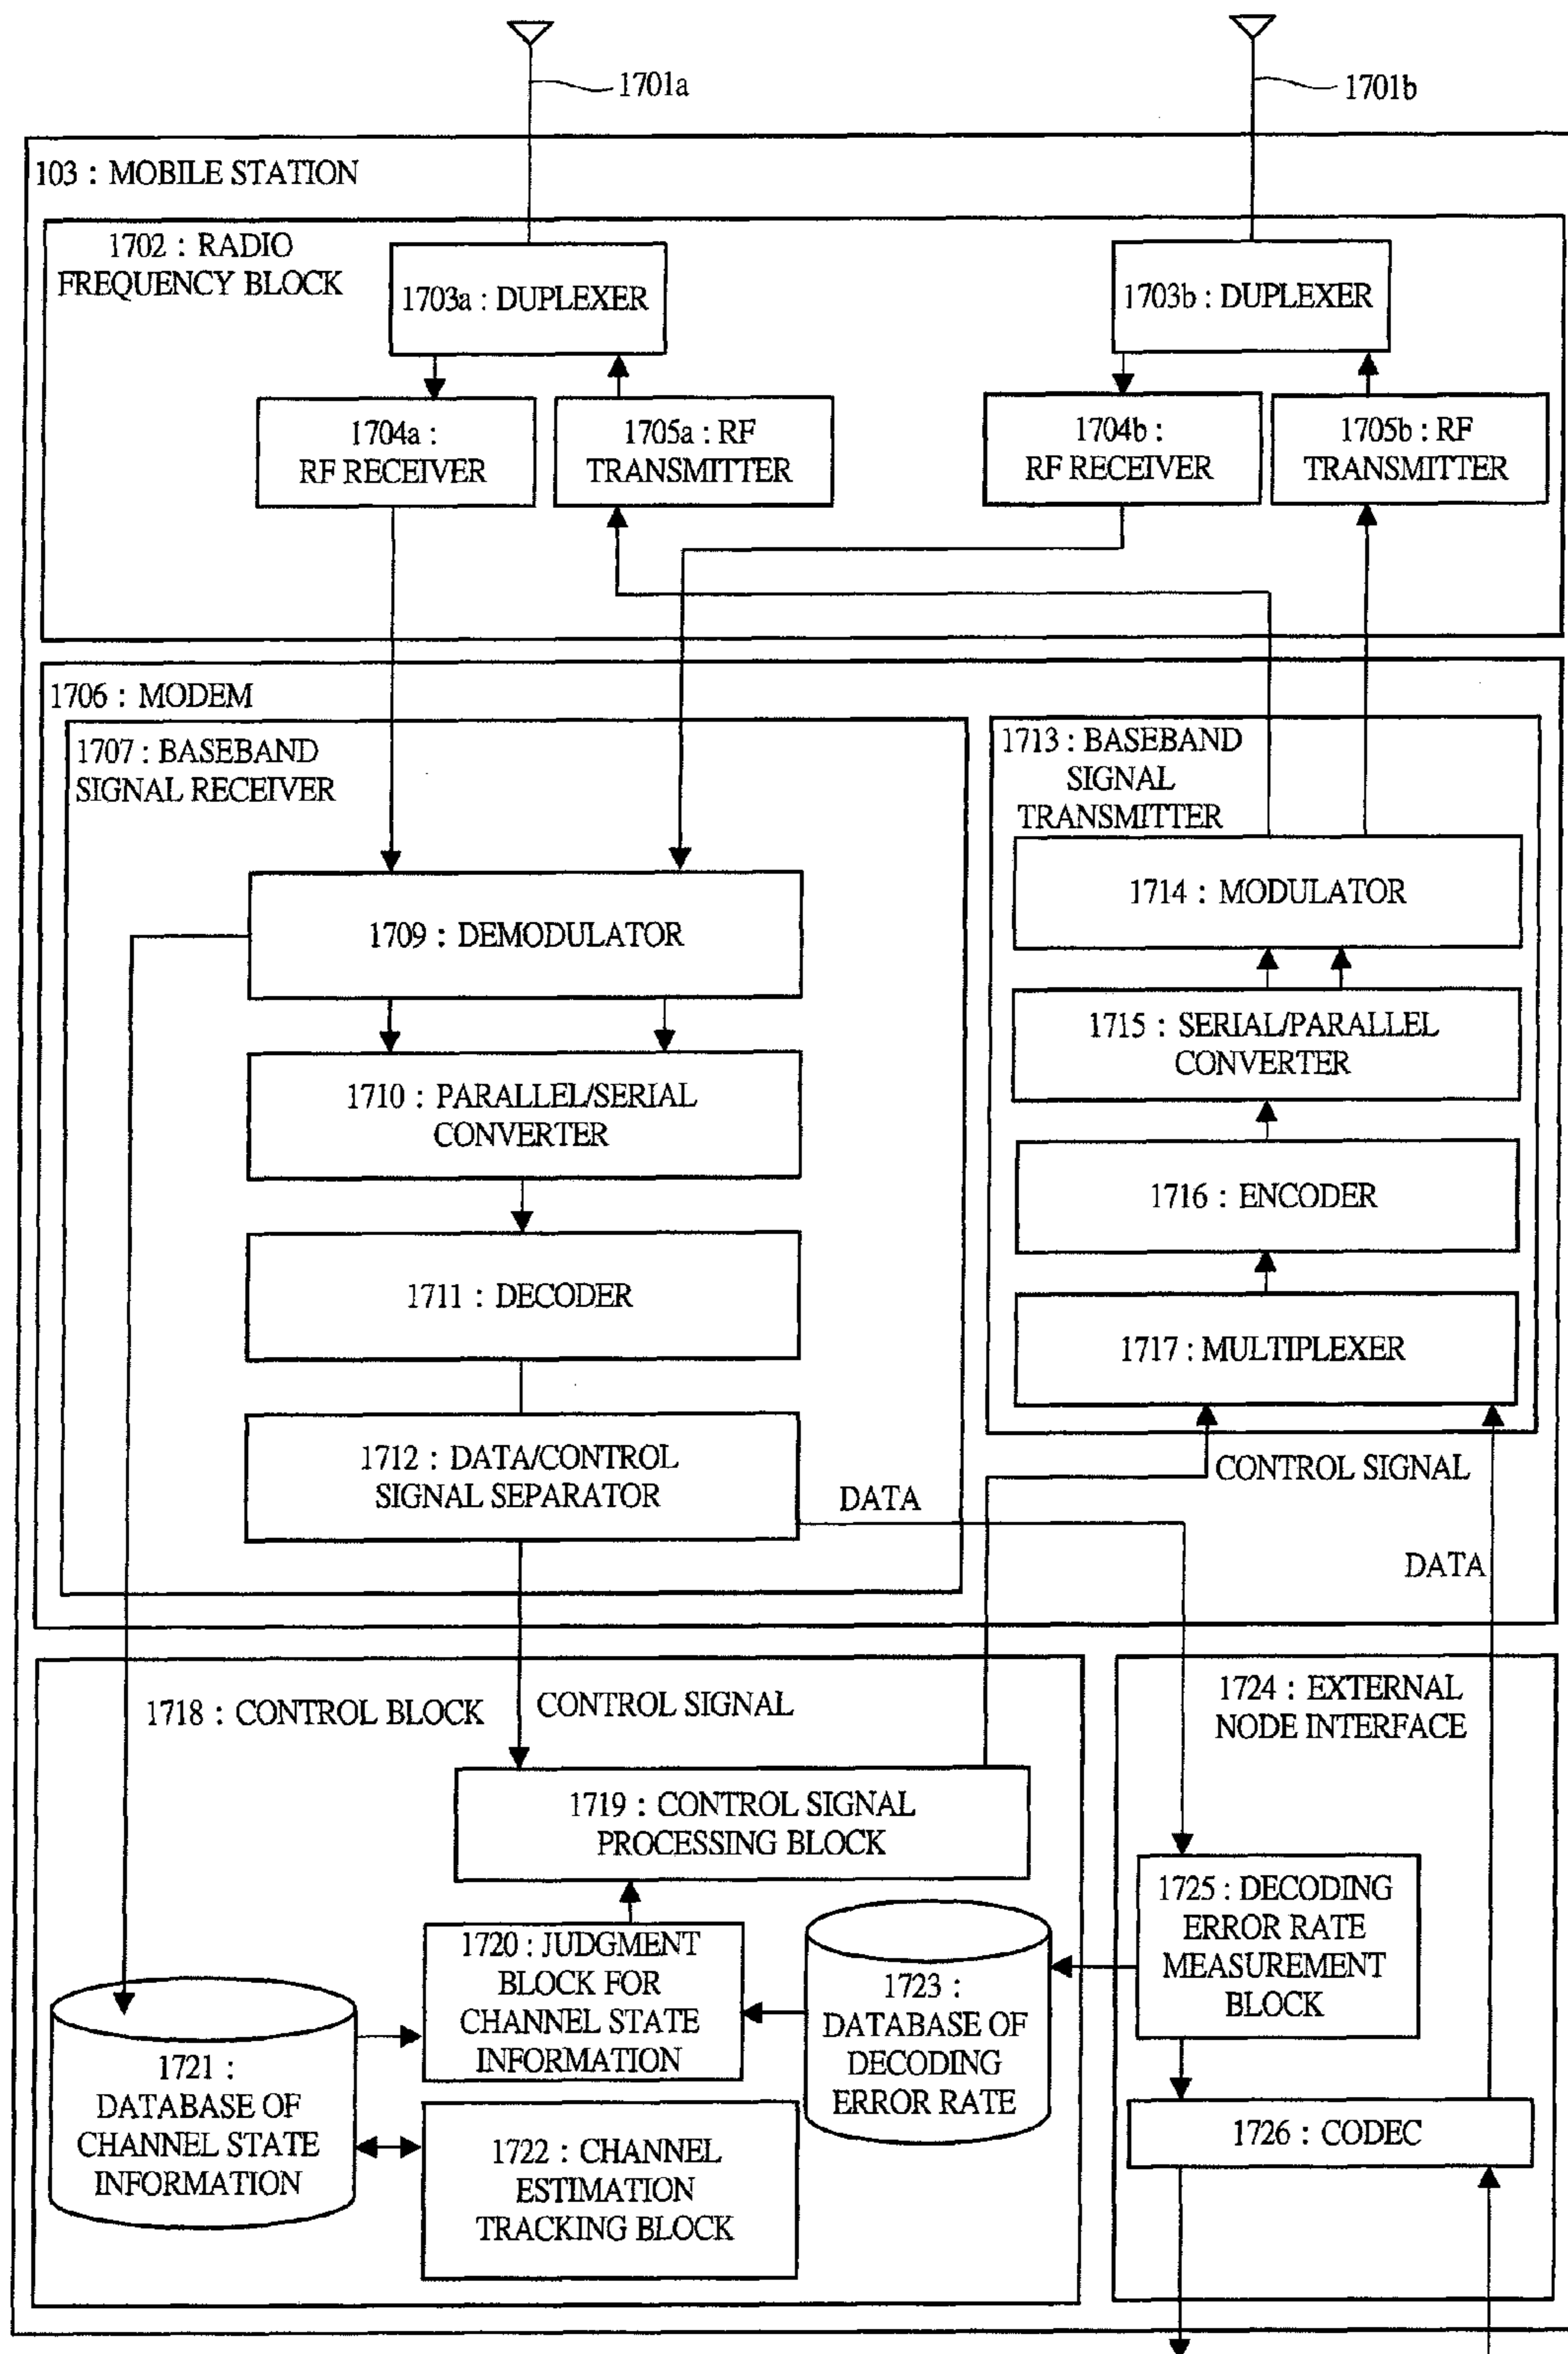 1701a
1701b
103 : MOBILE STATION
1702 : RADIO
FREQUENCY BLOCK
1703a : DUPLEXER
1703b : DUPLEXER
1704a :
RF RECEIVER
1705a : RF
TRANSMITTER
1704b :
RF RECEIVER
1705b : RF
TRANSMITTER
1706 : MODEM
1707 : BASEBAND
SIGNAL RECEIVER
1713 : BASEBAND
SIGNAL
TRANSMITTER
1709 : DEMODULATOR
1714 : MODULATOR
1710 : PARALLEL/SERIAL
CONVERTER
1715 : SERIAL/PARALLEL
CONVERTER
1711 : DECODER
1716 : ENCODER
1717 : MULTIPLEXER
1712 : DATA/CONTROL
SIGNAL SEPARATOR
DATA
CONTROL SIGNAL
DATA
1718 : CONTROL BLOCK
CONTROL SIGNAL
1724 : EXTERNAL
NODE INTERFACE
1719 : CONTROL SIGNAL
PROCESSING BLOCK
1725 : DECODING
ERROR RATE
MEASUREMENT
BLOCK
1720 : JUDGMENT
BLOCK FOR
CHANNEL STATE
INFORMATION
1723 :
DATABASE OF
DECODING
ERROR RATE
1721 :
DATABASE OF
CHANNEL STATE
INFORMATION
1722 : CHANNEL
ESTIMATION
TRACKING BLOCK
1726 : CODEC